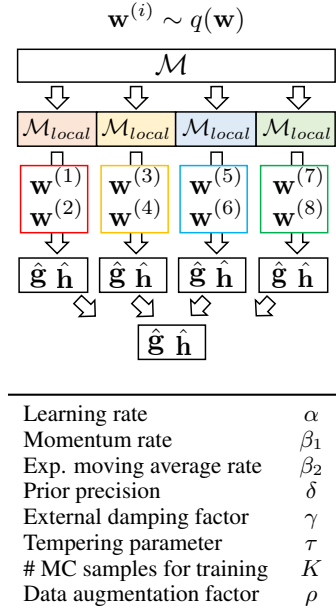 w^(i) ∼ q(w)
ℳ
ℳ_local ℳ_local ℳ_local ℳ_local
w^(1) w^(3) w^(5) w^(7)
w^(2) w^(4) w^(6) w^(8)
ĝ ĥ ĝ ĥ ĝ ĥ ĝ ĥ
ĝ ĥ
Learning rate α
Momentum rate β₁
Exp. moving average rate β₂
Prior precision δ
External damping factor γ
Tempering parameter τ
# MC samples for training K
Data augmentation factor ρ